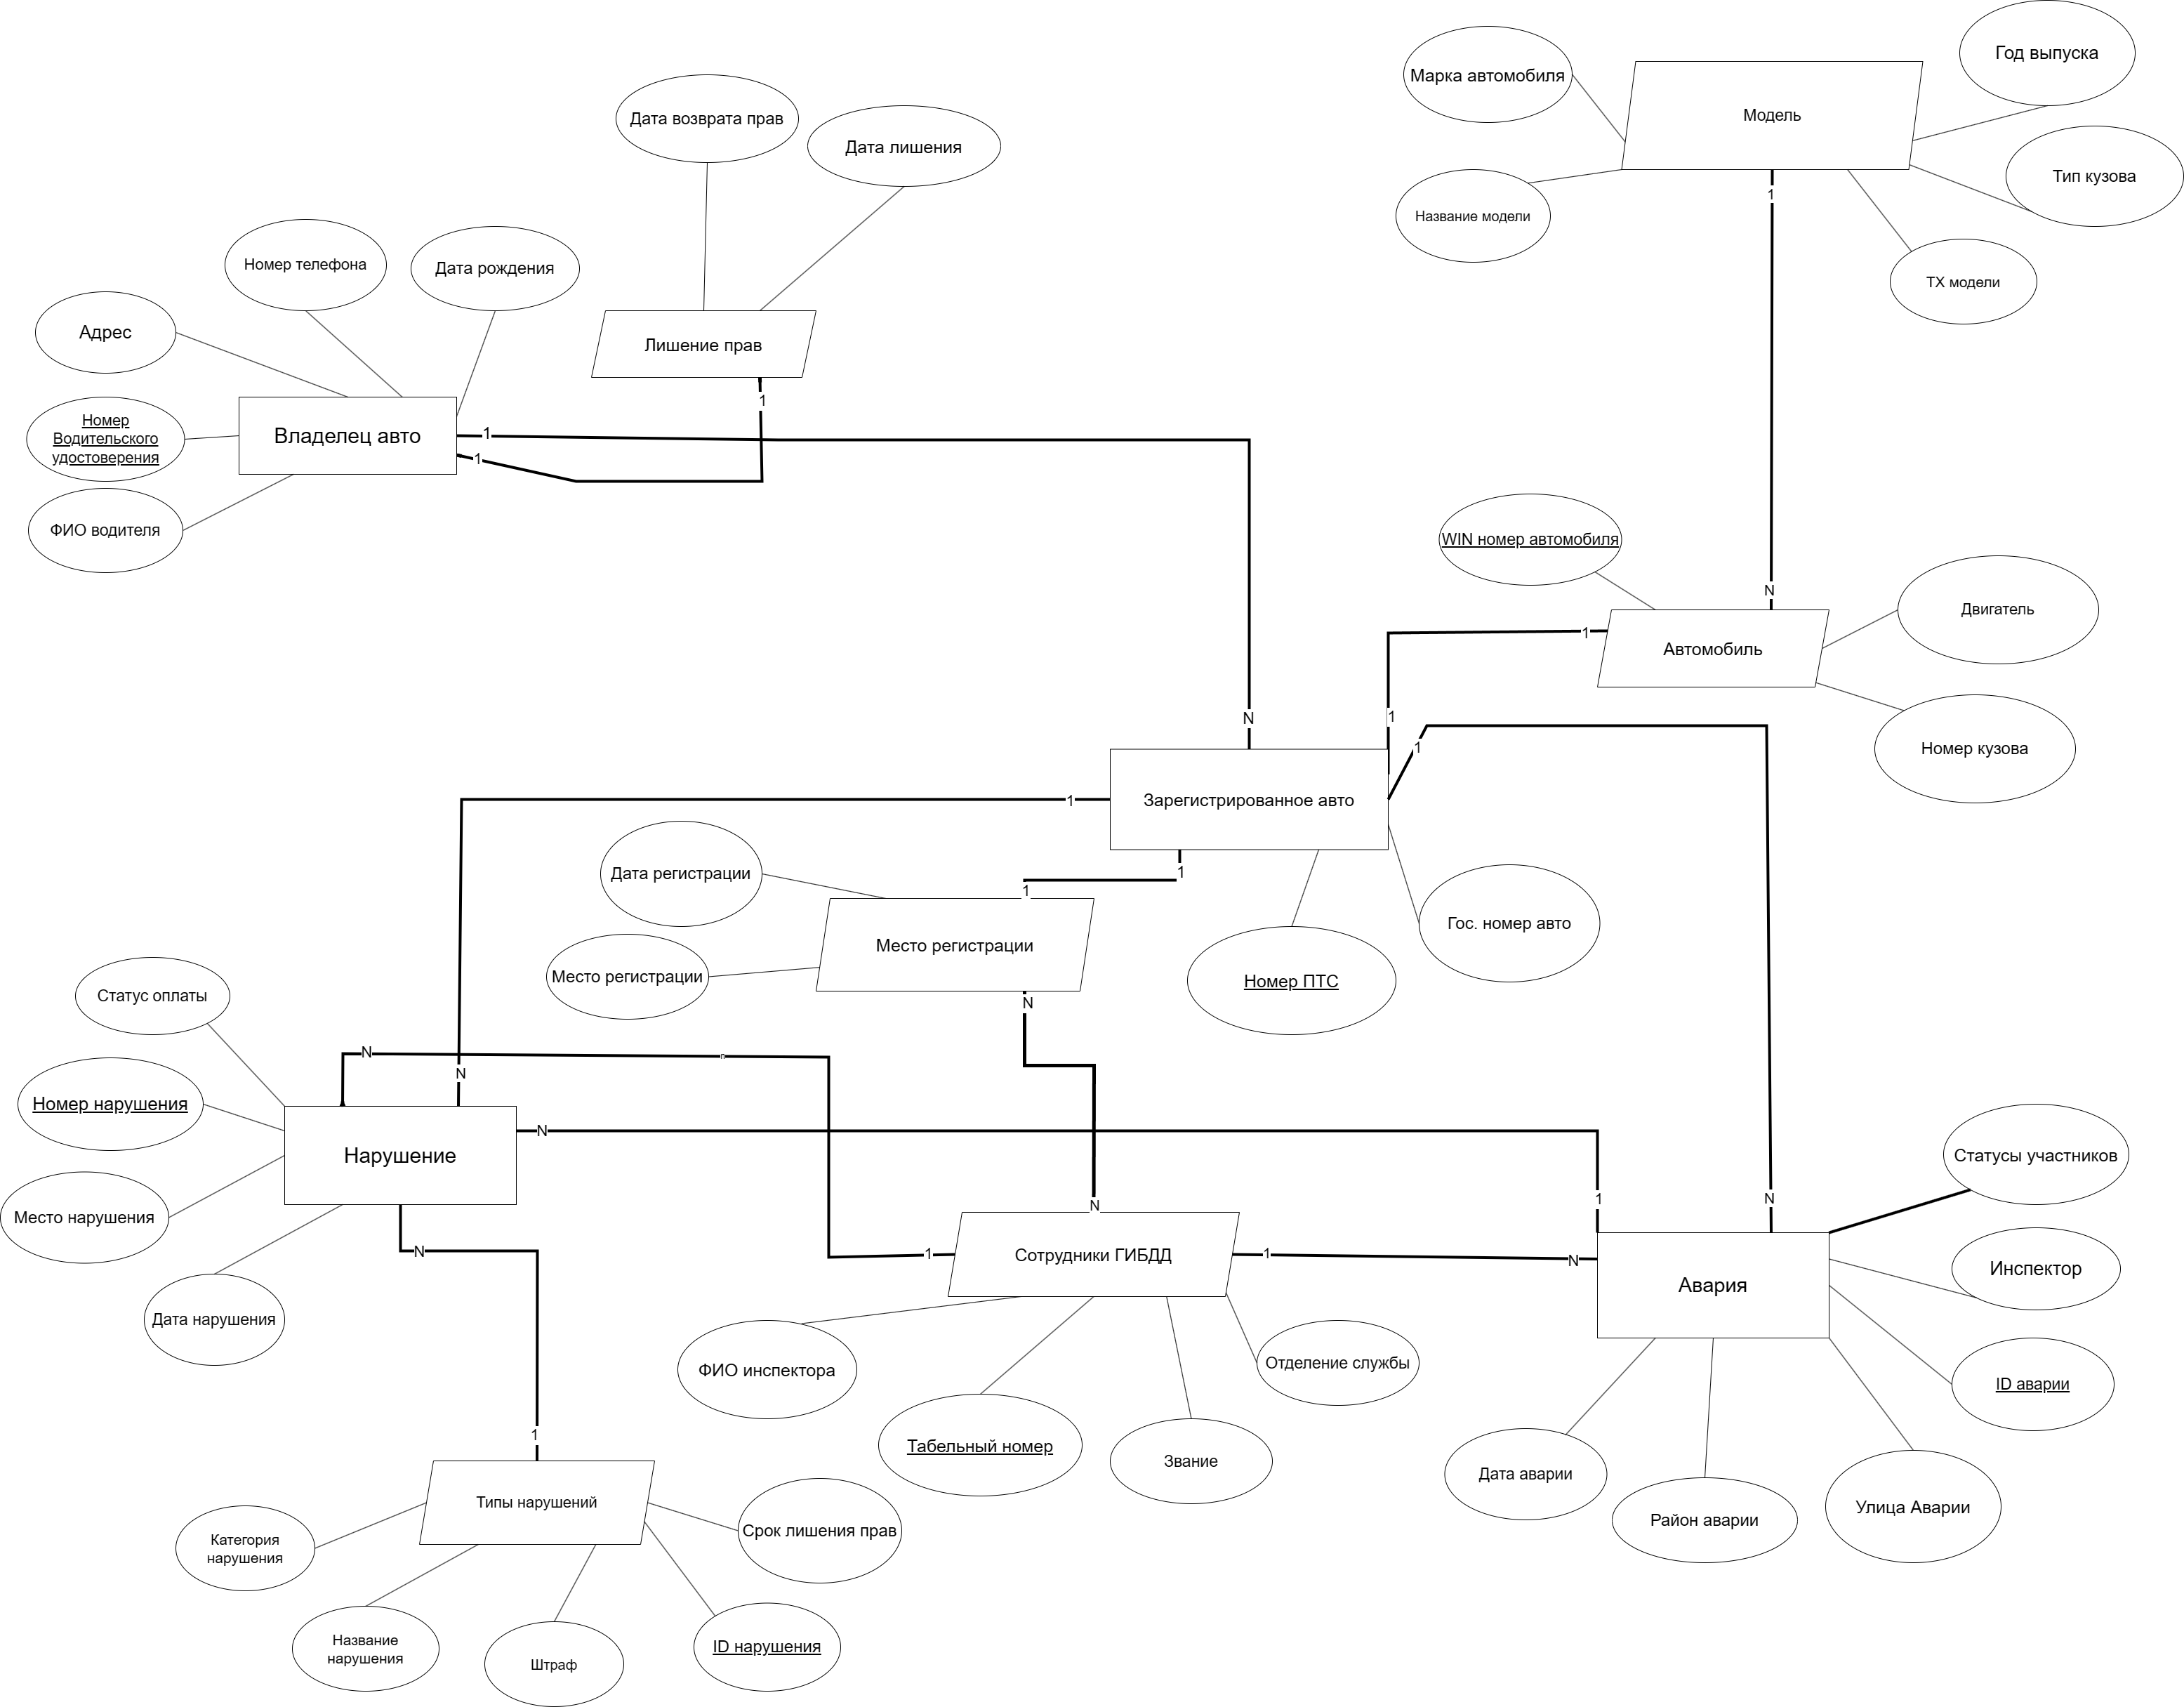 Год выпуска
Марка автомобиля
Модель
Дата возврата прав
Дата лишения
Тип кузова
1
Название модели
Номер телефона
Дата рождения
ТХ модели
Адрес
Лишение прав
1
Номер
Водительского
удостоверения
Владелец авто
1
1
ФИО водителя
WIN номер автомобиля
N
Двигатель
1
Автомобиль
N
1
1
Номер кузова
1
Зарегистрированное авто
Дата регистрации
1
1
Гос. номер авто
Место регистрации
Место регистрации
Номер ПТС
Статус оплаты
N
N
n
N
Номер нарушения
N
Нарушение
Статусы участников
1
N
N
Место нарушения
N
1
Сотрудники ГИБДД
1
N
Авария
Инспектор
Дата нарушения
ФИО инспектора
Отделение службы
ID аварии
1
Табельный номер
Звание
Дата аварии
Район аварии
Улица Аварии
Типы нарушений
Срок лишения прав
Категория
нарушения
Название
нарушения
Штраф
ID нарушения